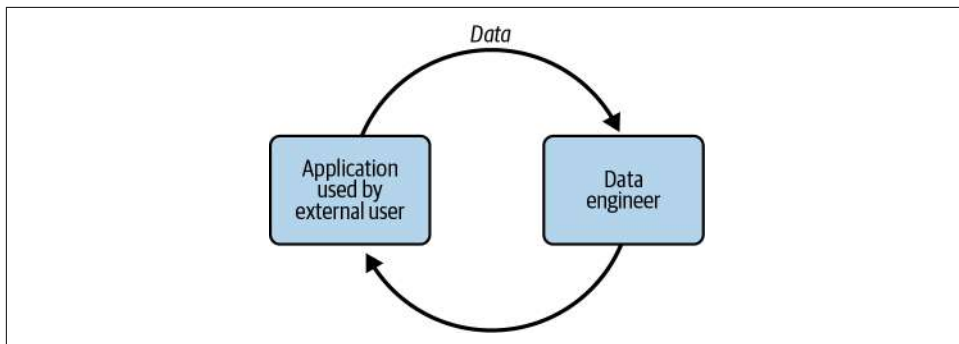 Data
Application
used by
external user
Data
engineer